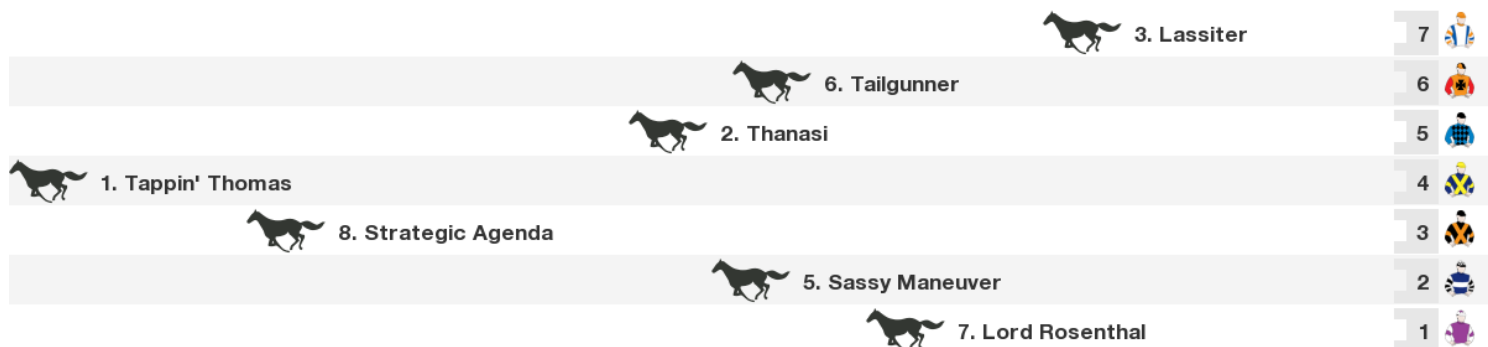 3. Lassiter 7
6. Tailgunner 6
2. Thanasi 5
1. Tappin' Thomas 4
8. Strategic Agenda 3
5. Sassy Maneuver 2
7. Lord Rosenthal 1